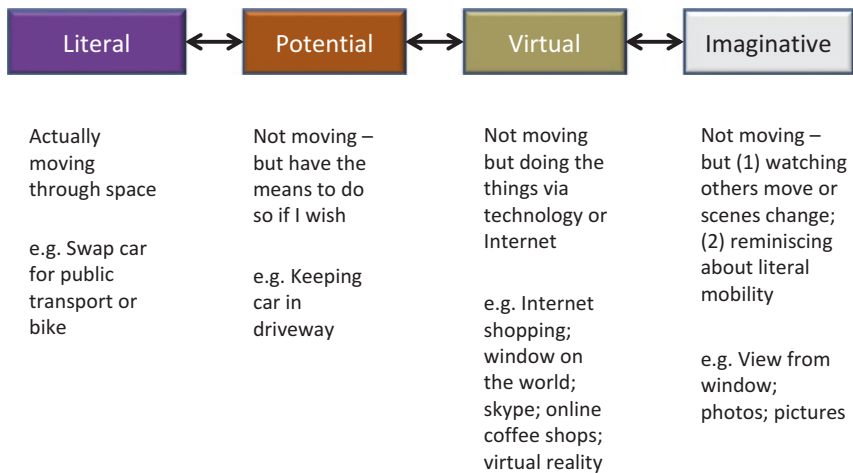 Literal
Potential
Virtual
Imaginative
Actually
moving
through space
e.g. Swap car
for public
transport or
bike
Not moving –
but have the
means to do
so if I wish
e.g. Keeping
car in
driveway
Not moving
but doing the
things via
technology or
Internet
e.g. Internet
shopping;
window on
the world;
skype; online
coffee shops;
virtual reality
Not moving –
but (1) watching
others move or
scenes change;
(2) reminiscing
about literal
mobility
e.g. View from
window;
photos; pictures